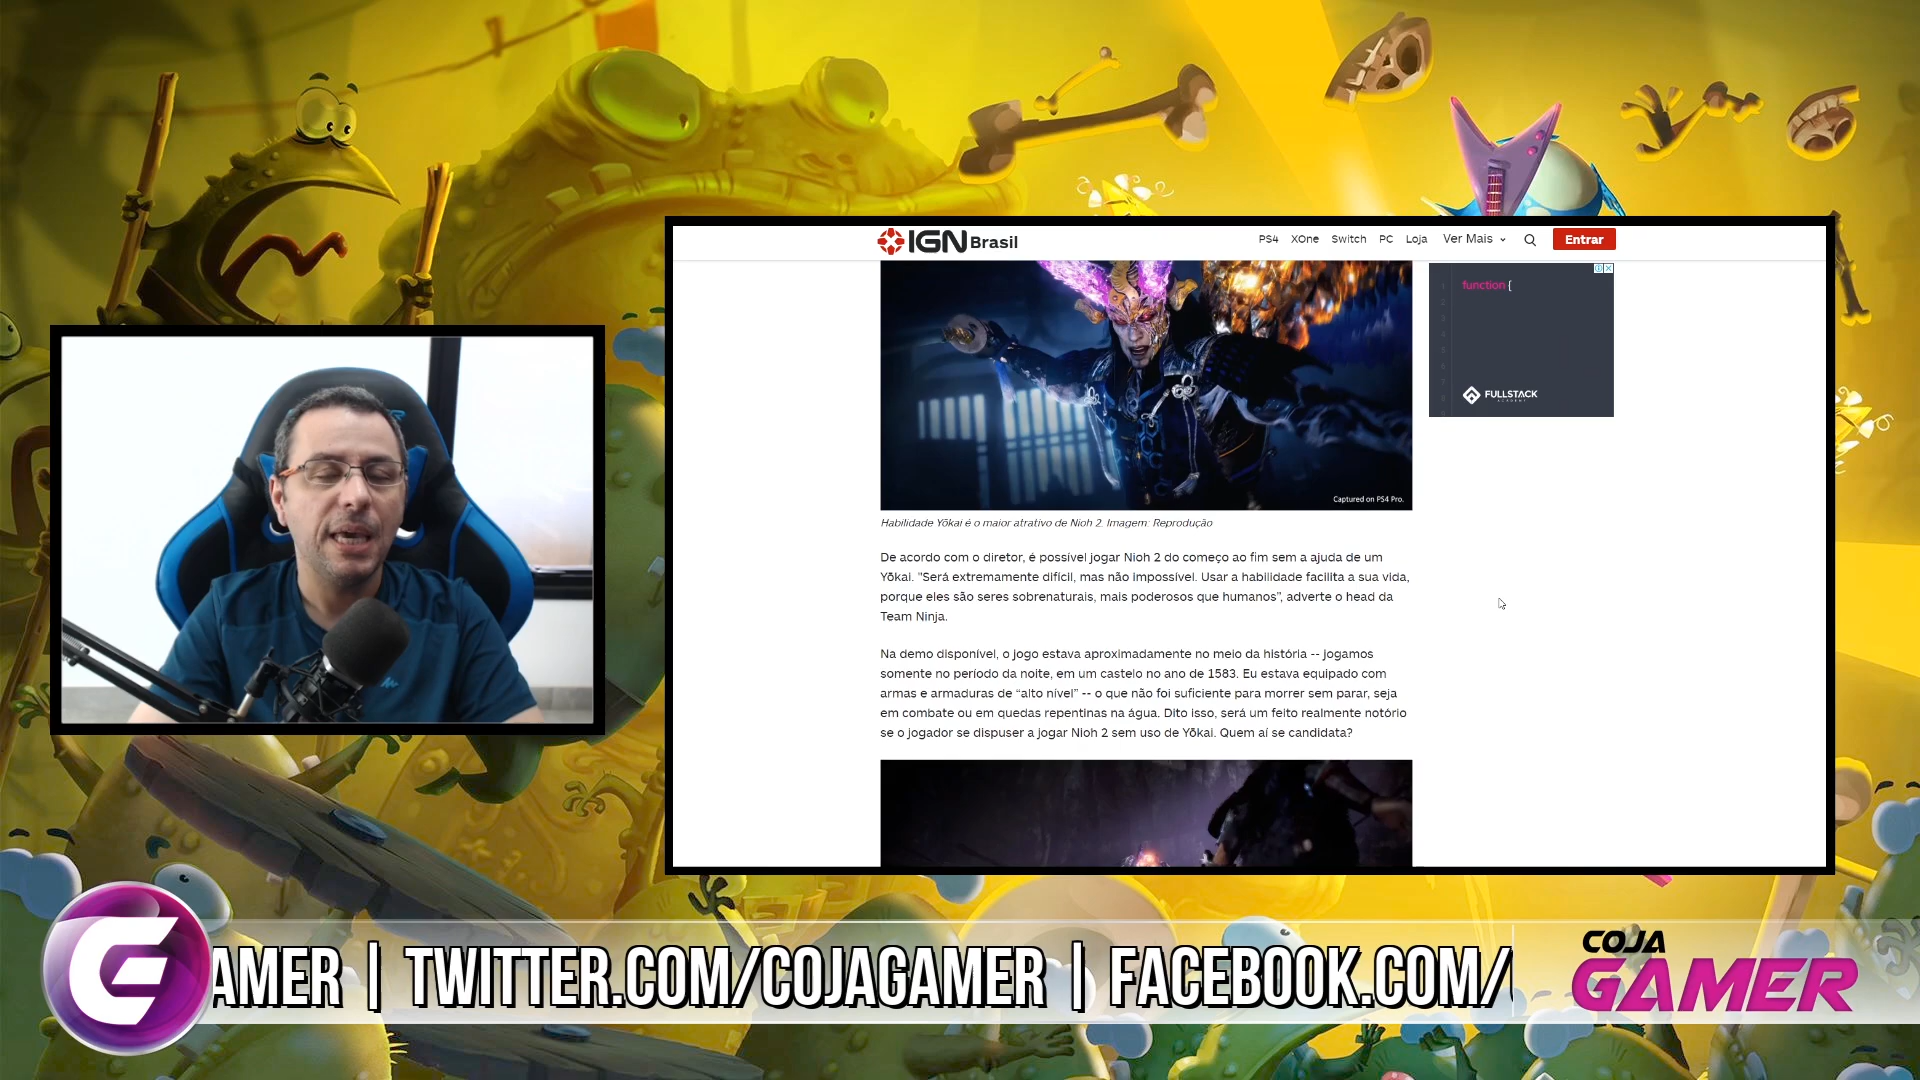 IGN Brasil
PS4 XOne Switch PC Loja Ver Mais Entrar
function {
FULLSTACK
ACADEMY
Captured on PS4 Pro.
Habilidade Yōkai é o maior atrativo de Nioh 2. Imagem: Reprodução
De acordo com o diretor, é possível jogar Nioh 2 do começo ao fim sem a ajuda de um
Yōkai. "Será extremamente difícil, mas não impossível. Usar a habilidade facilita a sua vida,
porque eles são seres sobrenaturais, mais poderosos que humanos”, adverte o head da
Team Ninja.
Na demo disponível, o jogo estava aproximadamente no meio da história -- jogamos
somente no período da noite, em um castelo no ano de 1583. Eu estava equipado com
armas e armaduras de “alto nível” -- o que não foi suficiente para morrer sem parar, seja
em combate ou em quedas repentinas na água. Dito isso, será um feito realmente notório
se o jogador se dispuser a jogar Nioh 2 sem uso de Yōkai. Quem aí se candidata?
AMER | TWITTER.COM/COJAGAMER | FACEBOOK.COM/
COJA
GAMER